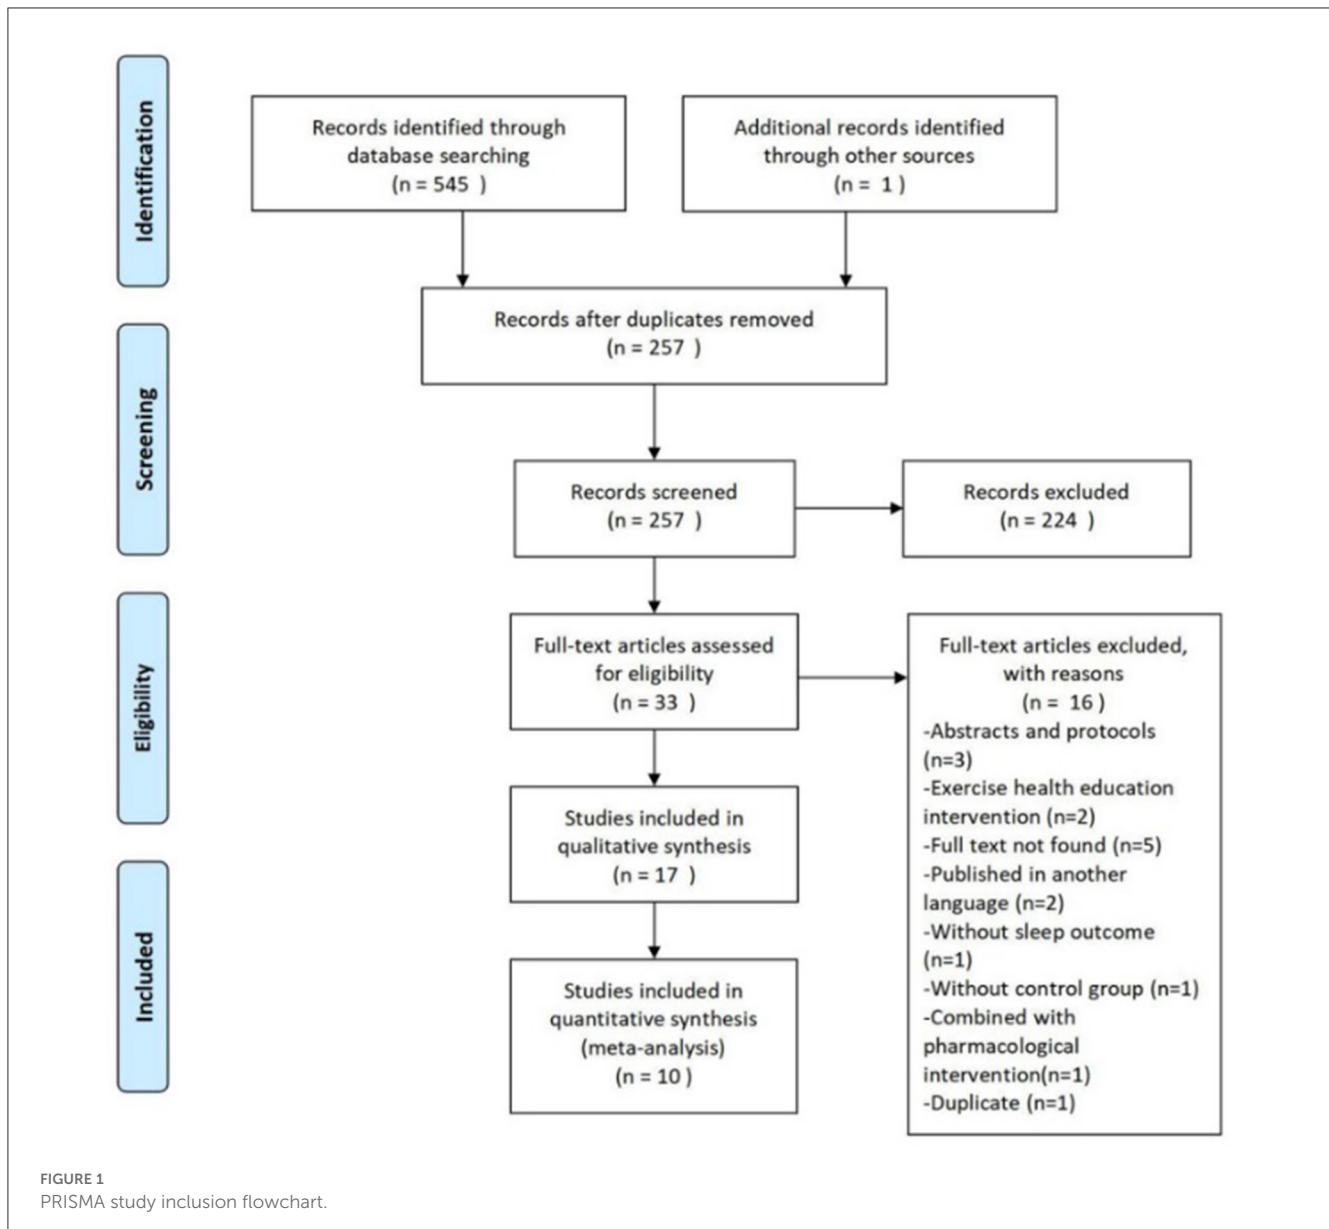 Identification
Records identified through
database searching
(n = 545 )
Additional records identified
through other sources
(n = 1 )
Records after duplicates removed
(n = 257 )
Screening
Records screened
(n = 257 )
Records excluded
(n = 224 )
Eligibility
Full-text articles assessed
for eligibility
(n = 33 )
Full-text articles excluded,
with reasons
(n = 16 )
-Abstracts and protocols
(n=3)
-Exercise health education
intervention (n=2)
-Full text not found (n=5)
-Published in another
language (n=2)
-Without sleep outcome
(n=1)
-Without control group (n=1)
-Combined with
pharmacological
intervention(n=1)
-Duplicate (n=1)
Studies included in
qualitative synthesis
(n = 17 )
Included
Studies included in
quantitative synthesis
(meta-analysis)
(n = 10 )
FIGURE 1
PRISMA study inclusion flowchart.